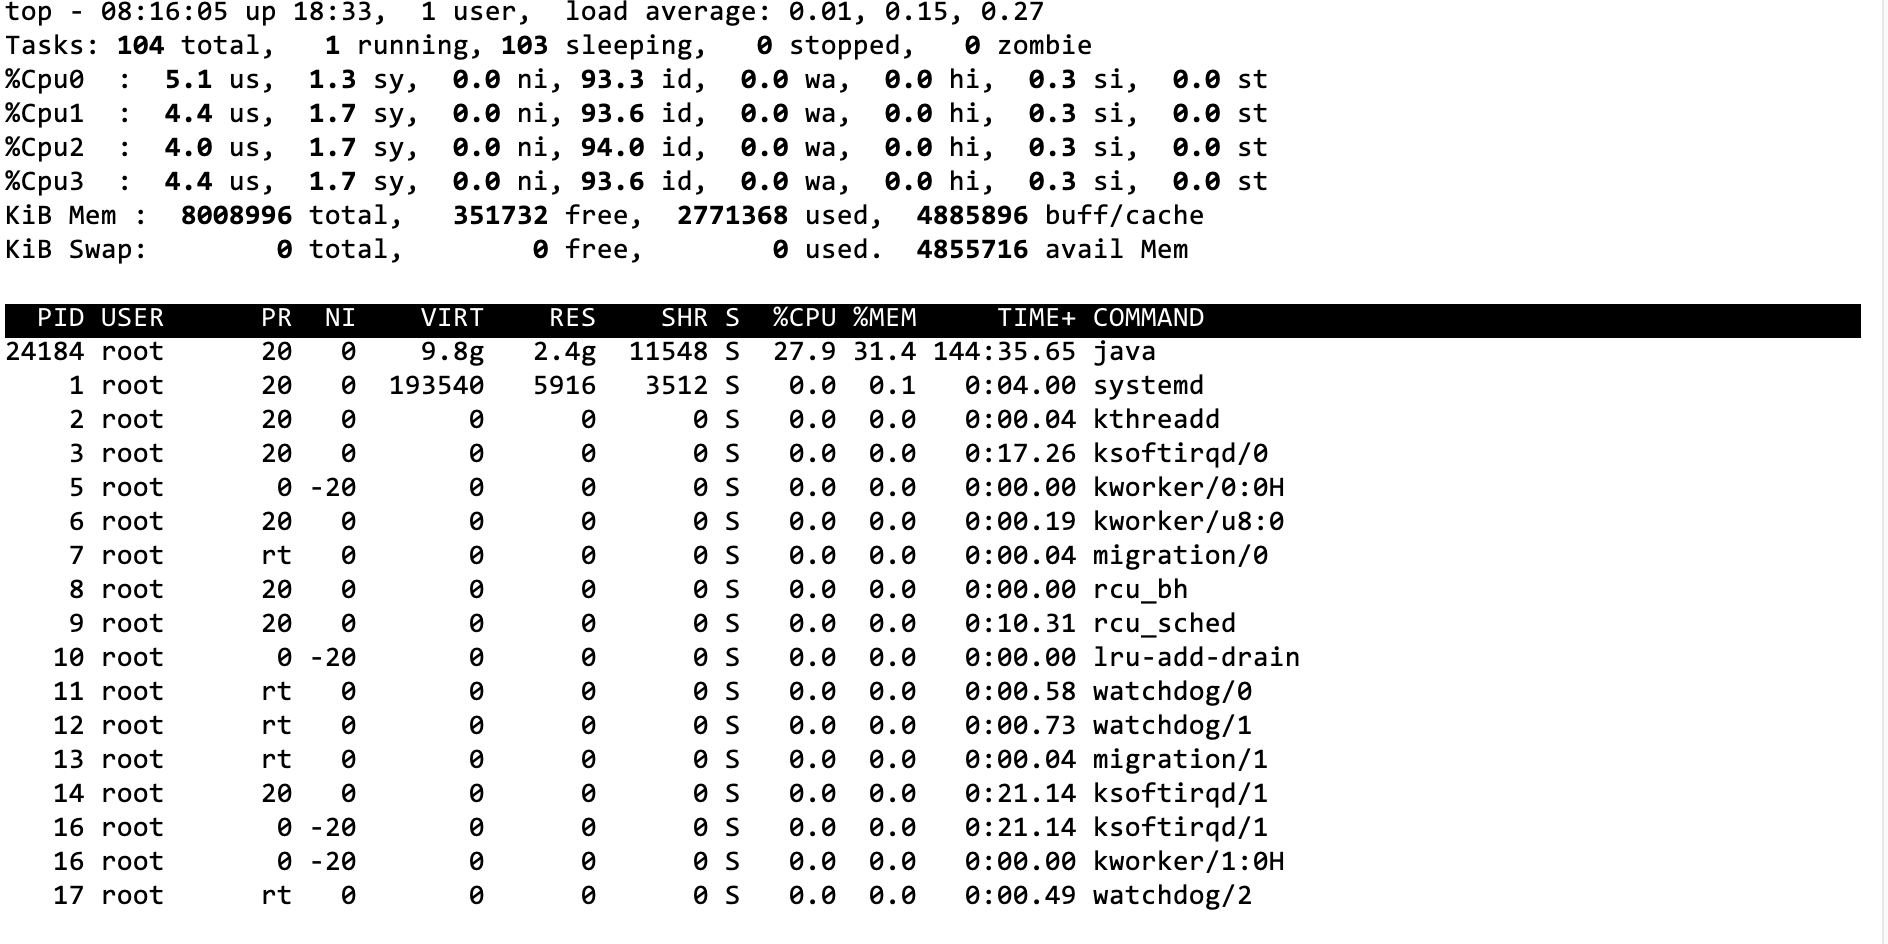 top - 08:16:05 up 18:33,  1 user,  load average: 0.01, 0.15, 0.27
Tasks: 104 total,   1 running, 103 sleeping,   0 stopped,   0 zombie
%Cpu0  :  5.1 us,  1.3 sy,  0.0 ni, 93.3 id,  0.0 wa,  0.0 hi,  0.3 si,  0.0 st
%Cpu1  :  4.4 us,  1.7 sy,  0.0 ni, 93.6 id,  0.0 wa,  0.0 hi,  0.3 si,  0.0 st
%Cpu2  :  4.0 us,  1.7 sy,  0.0 ni, 94.0 id,  0.0 wa,  0.0 hi,  0.3 si,  0.0 st
%Cpu3  :  4.4 us,  1.7 sy,  0.0 ni, 93.6 id,  0.0 wa,  0.0 hi,  0.3 si,  0.0 st
KiB Mem :  8008996 total,   351732 free,  2771368 used,  4885896 buff/cache
KiB Swap:        0 total,        0 free,        0 used.  4855716 avail Mem
  PID USER      PR  NI    VIRT    RES    SHR S  %CPU %MEM     TIME+ COMMAND
24184 root      20   0    9.8g   2.4g  11548 S  27.9 31.4 144:35.65 java
    1 root      20   0  193540   5916   3512 S   0.0  0.1   0:04.00 systemd
    2 root      20   0       0      0      0 S   0.0  0.0   0:00.04 kthreadd
    3 root      20   0       0      0      0 S   0.0  0.0   0:17.26 ksoftirqd/0
    5 root       0 -20       0      0      0 S   0.0  0.0   0:00.00 kworker/0:0H
    6 root      20   0       0      0      0 S   0.0  0.0   0:00.19 kworker/u8:0
    7 root      rt   0       0      0      0 S   0.0  0.0   0:00.04 migration/0
    8 root      20   0       0      0      0 S   0.0  0.0   0:00.00 rcu_bh
    9 root      20   0       0      0      0 S   0.0  0.0   0:10.31 rcu_sched
   10 root       0 -20       0      0      0 S   0.0  0.0   0:00.00 lru-add-drain
   11 root      rt   0       0      0      0 S   0.0  0.0   0:00.58 watchdog/0
   12 root      rt   0       0      0      0 S   0.0  0.0   0:00.73 watchdog/1
   13 root      rt   0       0      0      0 S   0.0  0.0   0:00.04 migration/1
   14 root      20   0       0      0      0 S   0.0  0.0   0:21.14 ksoftirqd/1
   16 root       0 -20       0      0      0 S   0.0  0.0   0:21.14 ksoftirqd/1
   16 root       0 -20       0      0      0 S   0.0  0.0   0:00.00 kworker/1:0H
   17 root      rt   0       0      0      0 S   0.0  0.0   0:00.49 watchdog/2